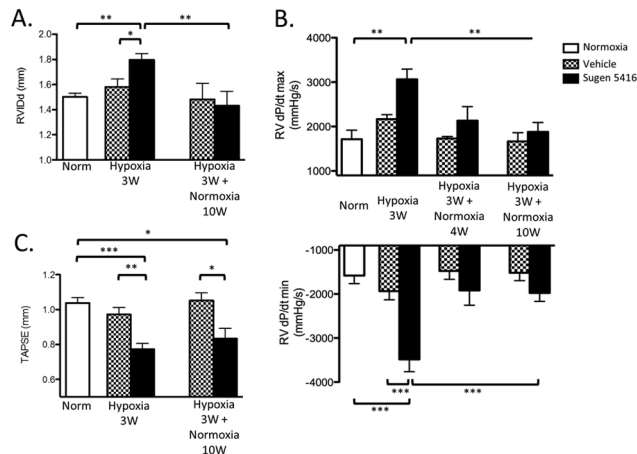 A.
**
**
*
RVIDd (mm)
1.8
1.6
1.4
1.2
1.0
2.0
Norm
Hypoxia
3W
Hypoxia
3W +
Normoxia
10W
B.
Normoxia
Vehicle
Sugen 5416
**
**
RV dP/dt max
(mmHg/s)
4000
3000
2000
1000
Norm
Hypoxia
3W
Hypoxia
3W +
Normoxia
4W
Hypoxia
3W +
Normoxia
10W
RV dP/dt min
(mmHg/s)
-1000
-2000
-3000
-4000
***
***
***
C.
*
***
**
*
TAPSE (mm)
1.2
1.0
0.8
0.6
Norm
Hypoxia
3W
Hypoxia
3W +
Normoxia
10W